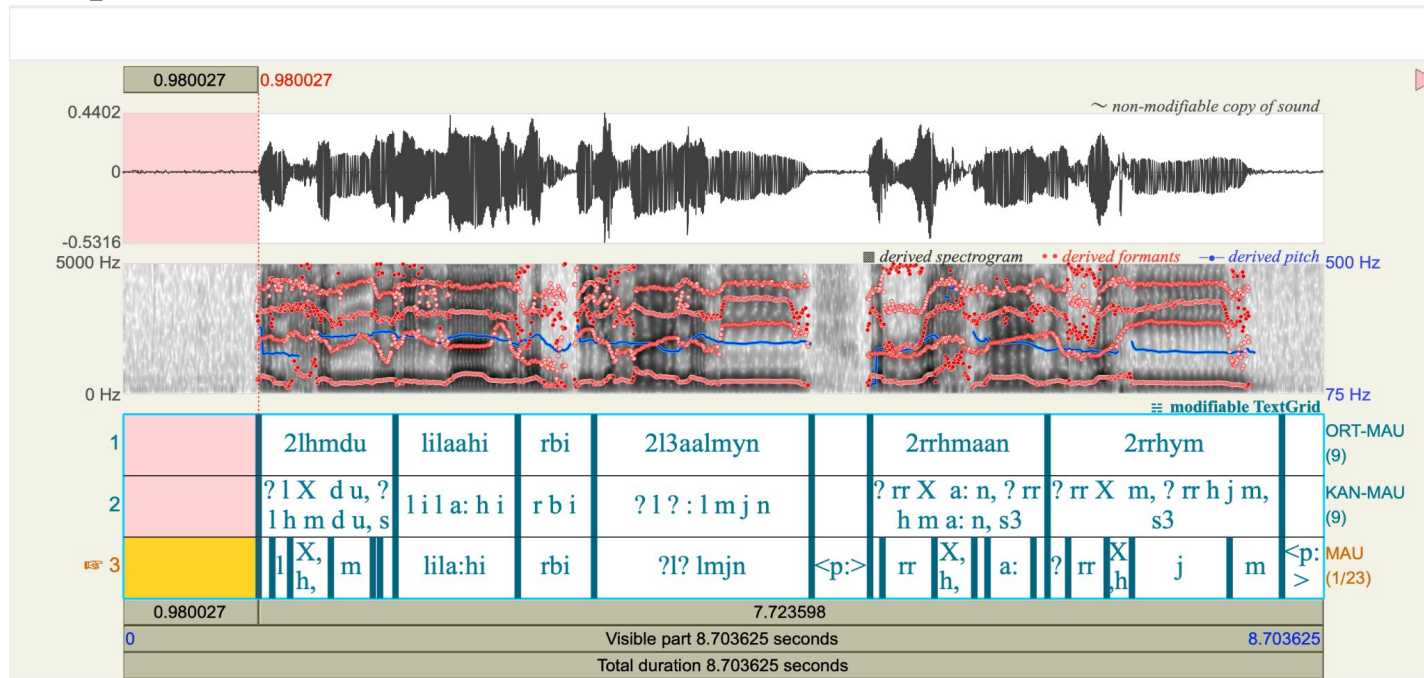 0.980027 0.980027
0.4402 ～ non-modifiable copy of sound
0
-0.5316
5000 Hz derived spectrogram derived formants derived pitch 500 Hz
0 Hz 75 Hz
modifiable TextGrid
1 2lhmdu lilaahi rbi 2l3aalmyn 2rrhmaan 2rrhym ORT-MAU
(9)
2 ? l X d u, ? l i l a: h i r b i ? l ? : l m j n ? rr X a: n, ? rr ? rr X m, ? rr h j m, KAN-MAU
l h m d u, s h m a: n, s3 s3 (9)
3 l X, m lila:hi rbi ?l? lmjn <p:> rr X, a: ? rr X j m <p: MAU
h, h, ,h > (1/23)
0.980027 7.723598
0 Visible part 8.703625 seconds 8.703625
Total duration 8.703625 seconds